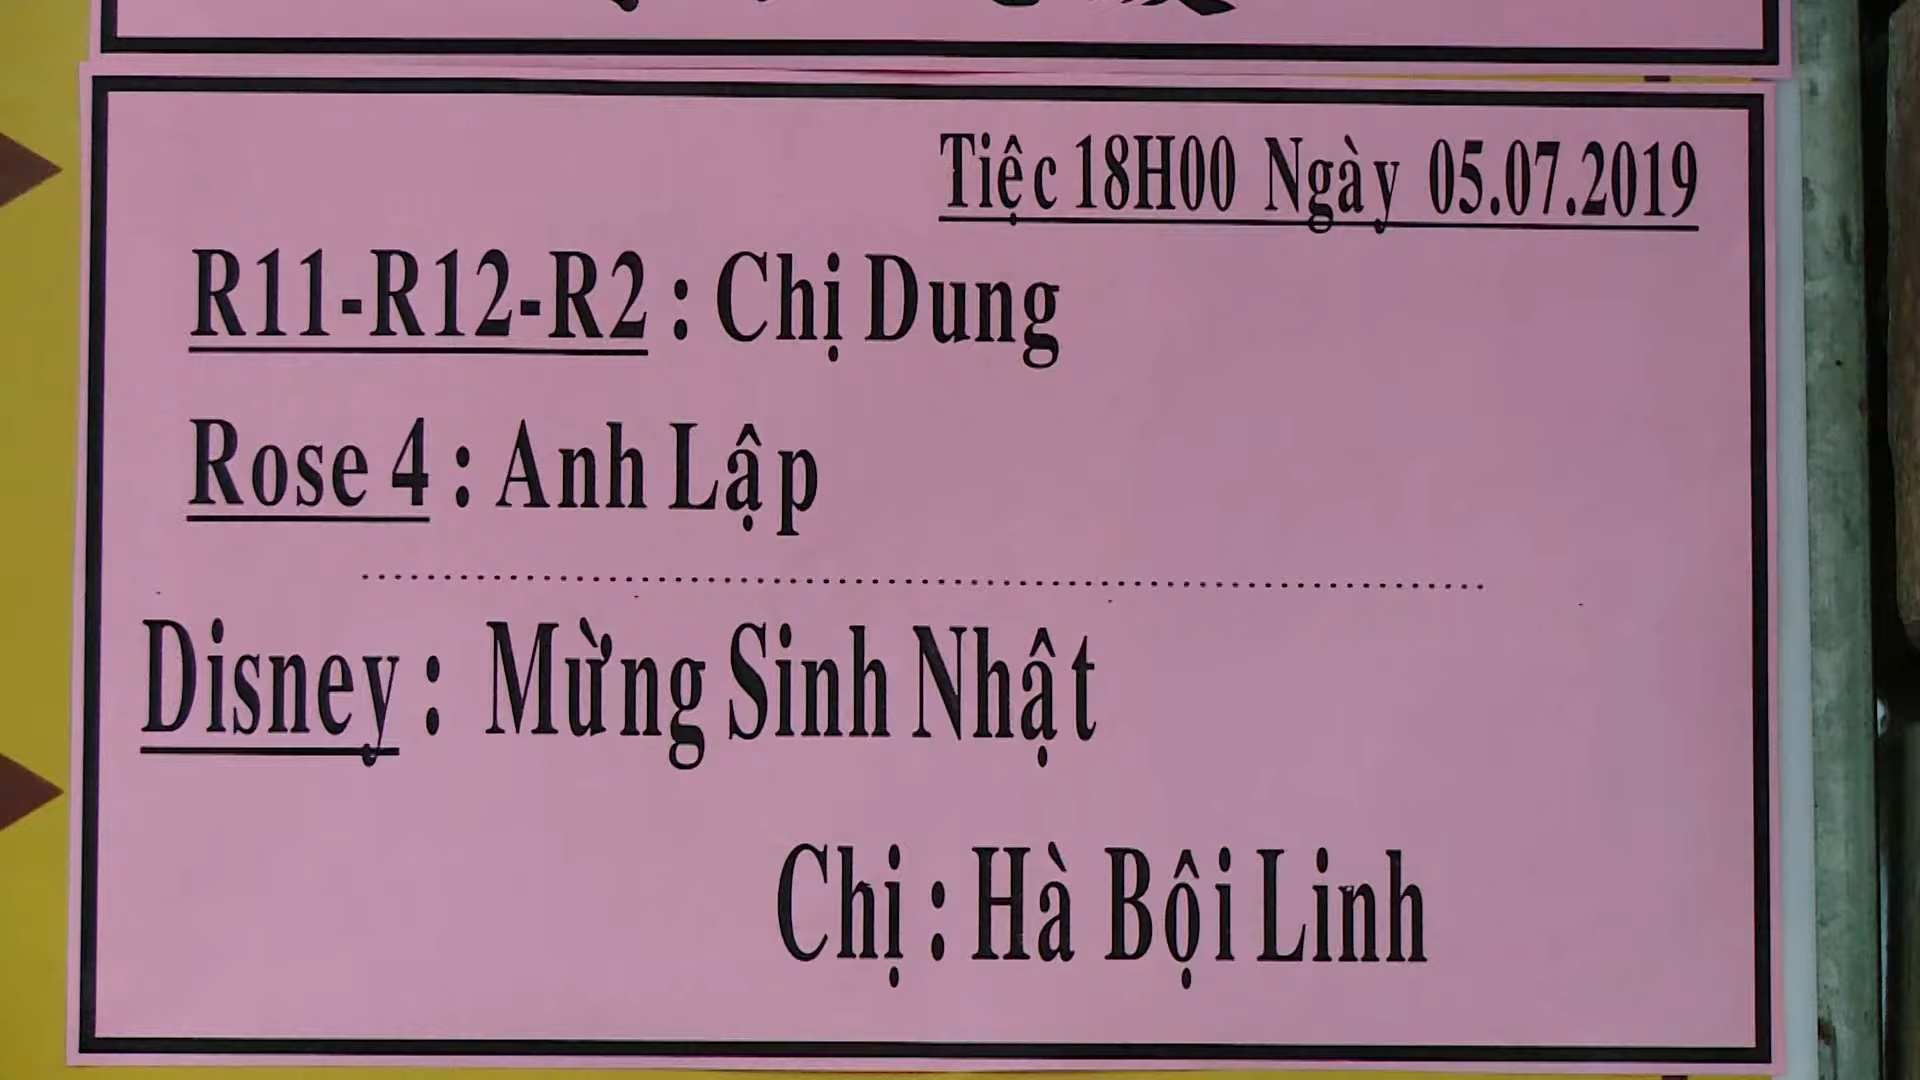 Tiệc 18H00 Ngày 05.07.2019
R11-R12-R2 : Chị Dung
Rose 4 : Anh Lập
Disney : Mừng Sinh Nhật
Chị : Hà Bội Linh